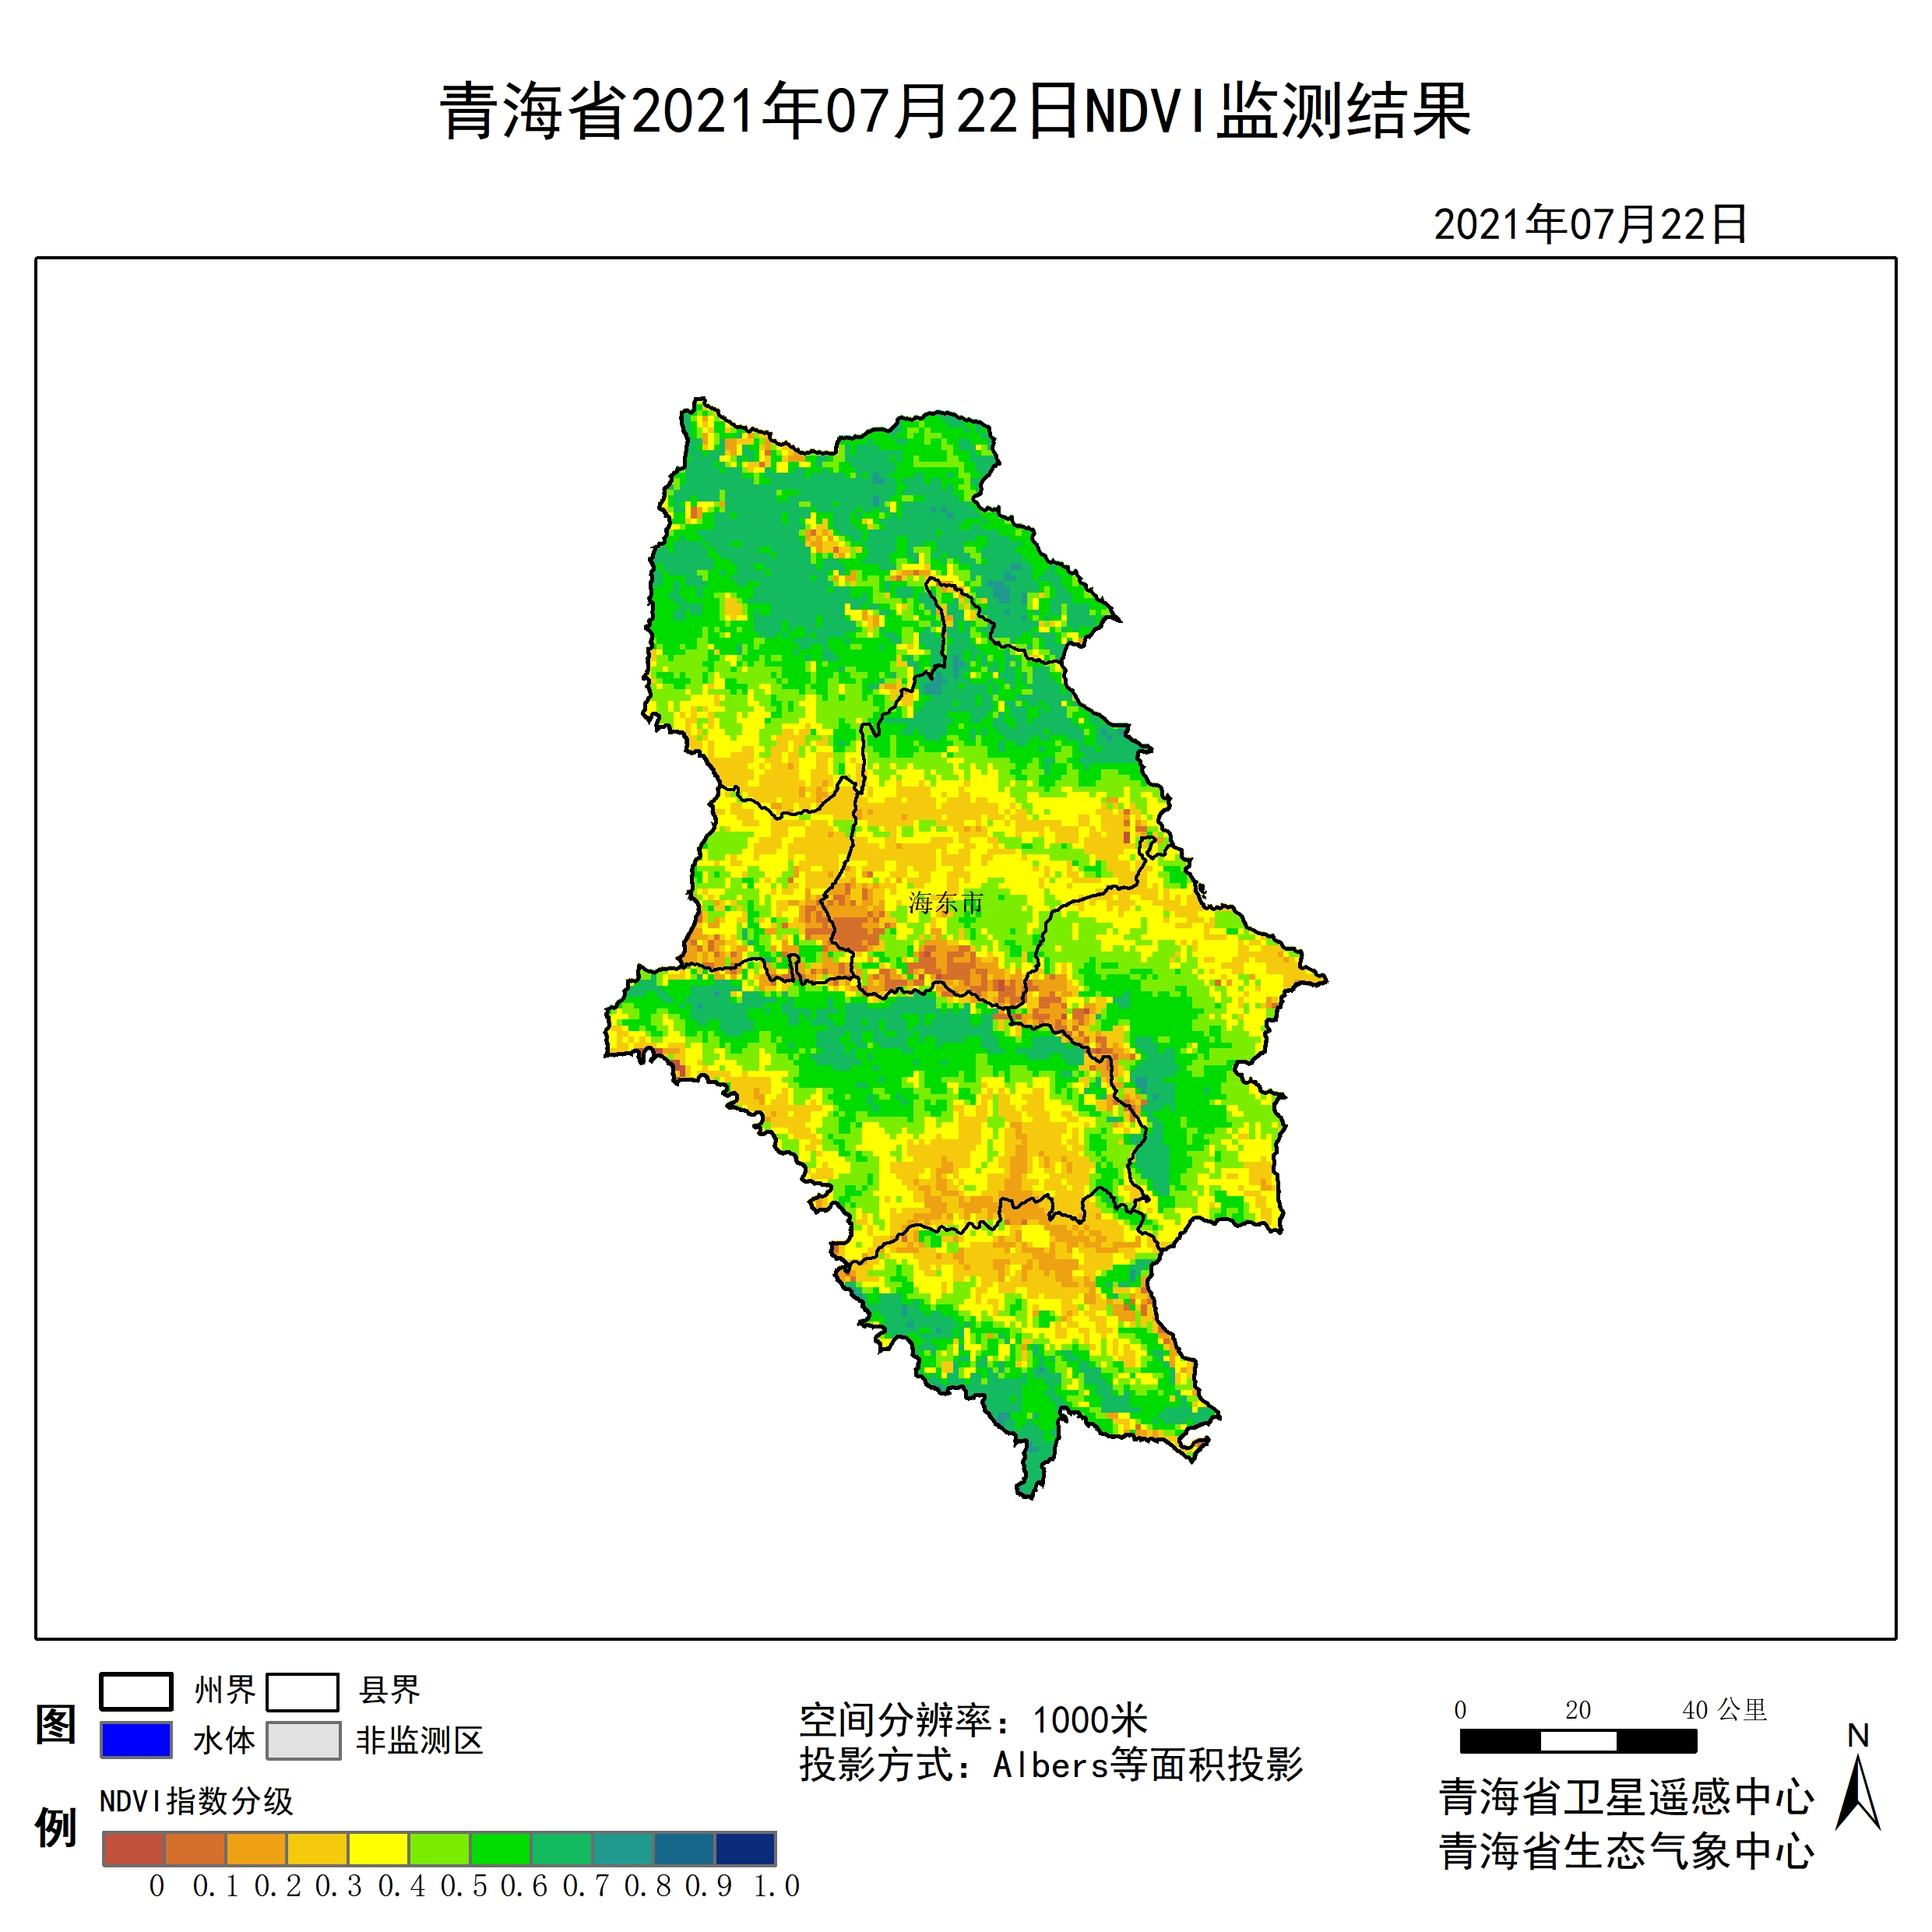 青海省2021年07月22日NDVI监测结果
2021年07月22日
海东市
图例
州界 县界
水体 非监测区
NDVI指数分级
0 0.1 0.2 0.3 0.4 0.5 0.6 0.7 0.8 0.9 1.0
空间分辨率：1000米
投影方式：Albers等面积投影
0 20 40 公里
N
青海省卫星遥感中心
青海省生态气象中心